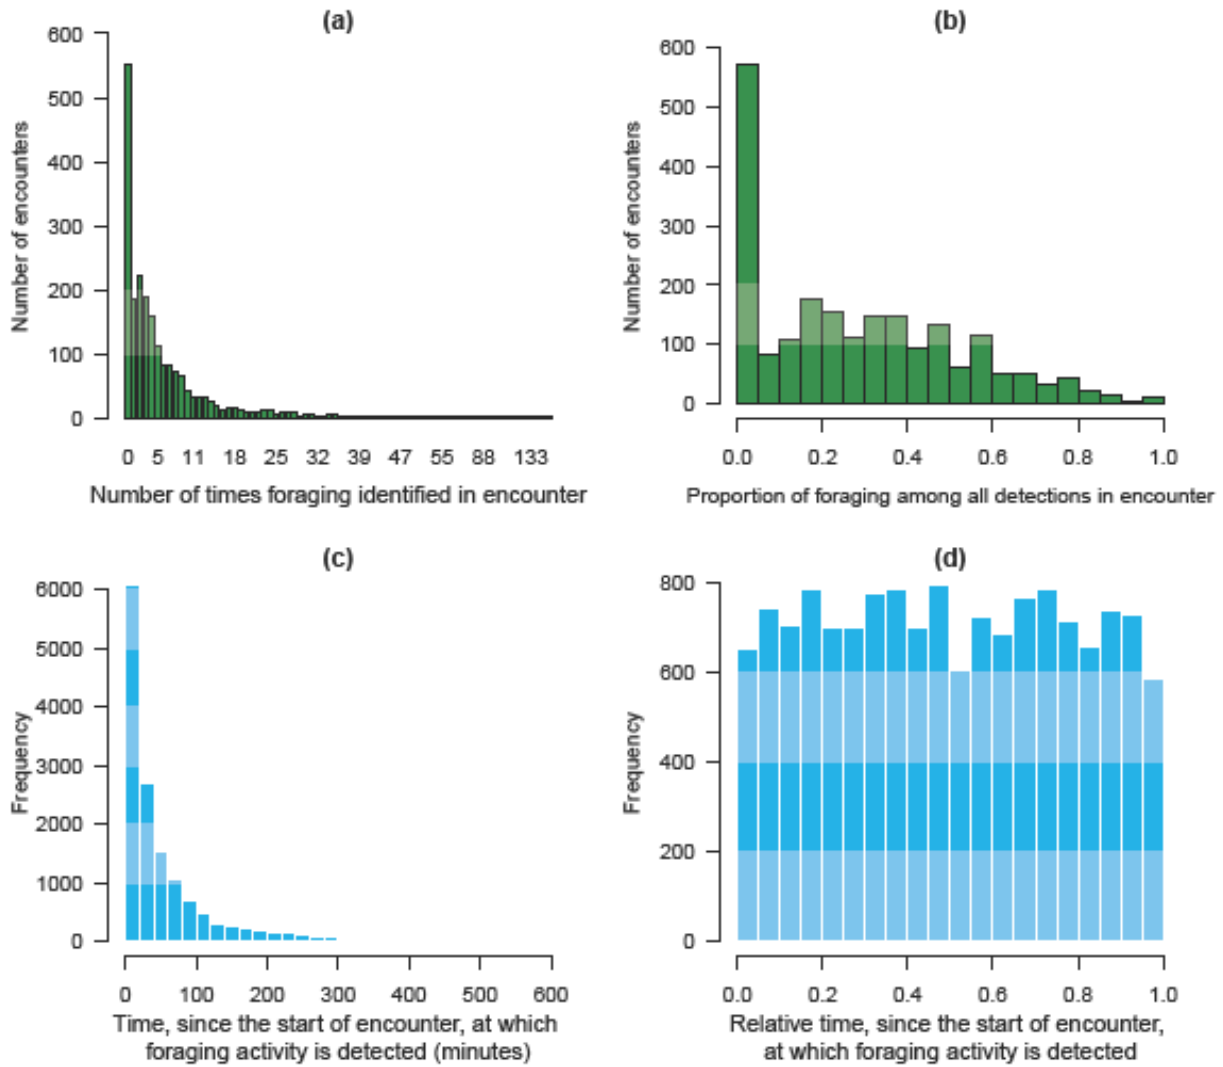 (a)
600
500
400
300
200
100
0
Number of encounters
0 5 11 18 25 32 39 47 55 88 133
Number of times foraging identified in encounter
(b)
600
500
400
300
200
100
0
Number of encounters
0.0 0.2 0.4 0.6 0.8 1.0
Proportion of foraging among all detections in encounter
(c)
6000
5000
4000
3000
2000
1000
0
Frequency
0 100 200 300 400 500 600
Time, since the start of encounter, at which
foraging activity is detected (minutes)
(d)
800
600
400
200
0
Frequency
0.0 0.2 0.4 0.6 0.8 1.0
Relative time, since the start of encounter,
at which foraging activity is detected